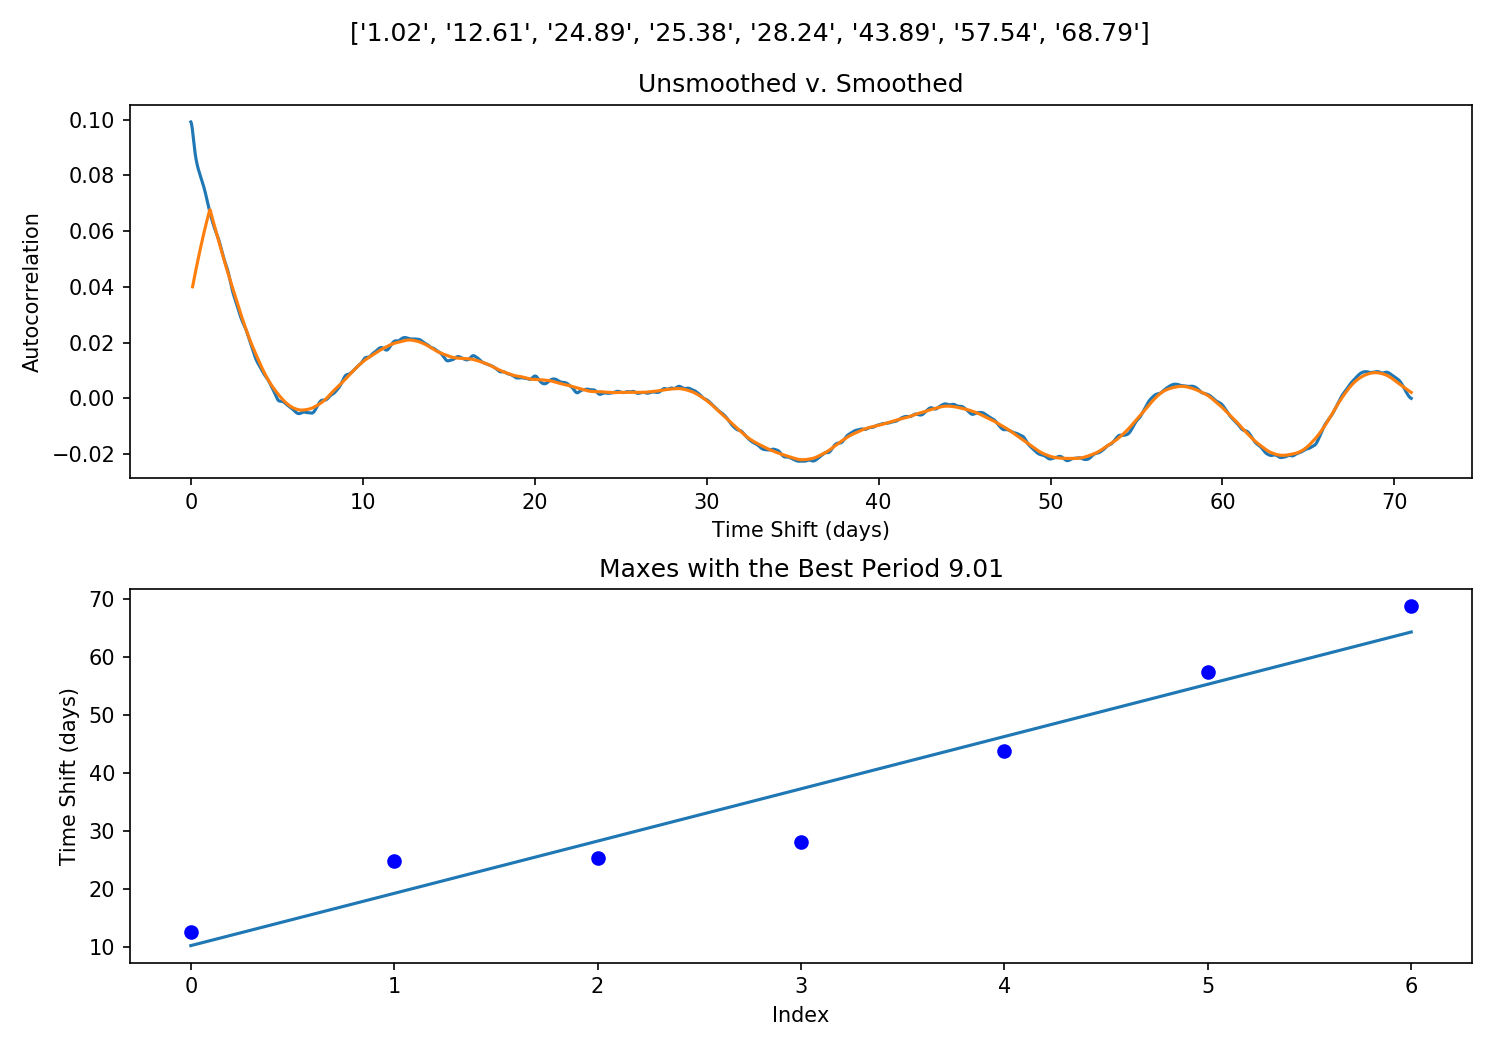 ['1.02', '12.61', '24.89', '25.38', '28.24', '43.89', '57.54', '68.79']
Unsmoothed v. Smoothed
Autocorrelation
0.10
0.08
0.06
0.04
0.02
0.00
−0.02
0 10 20 30 40 50 60 70
Time Shift (days)
Maxes with the Best Period 9.01
Time Shift (days)
70
60
50
40
30
20
10
0 1 2 3 4 5 6
Index